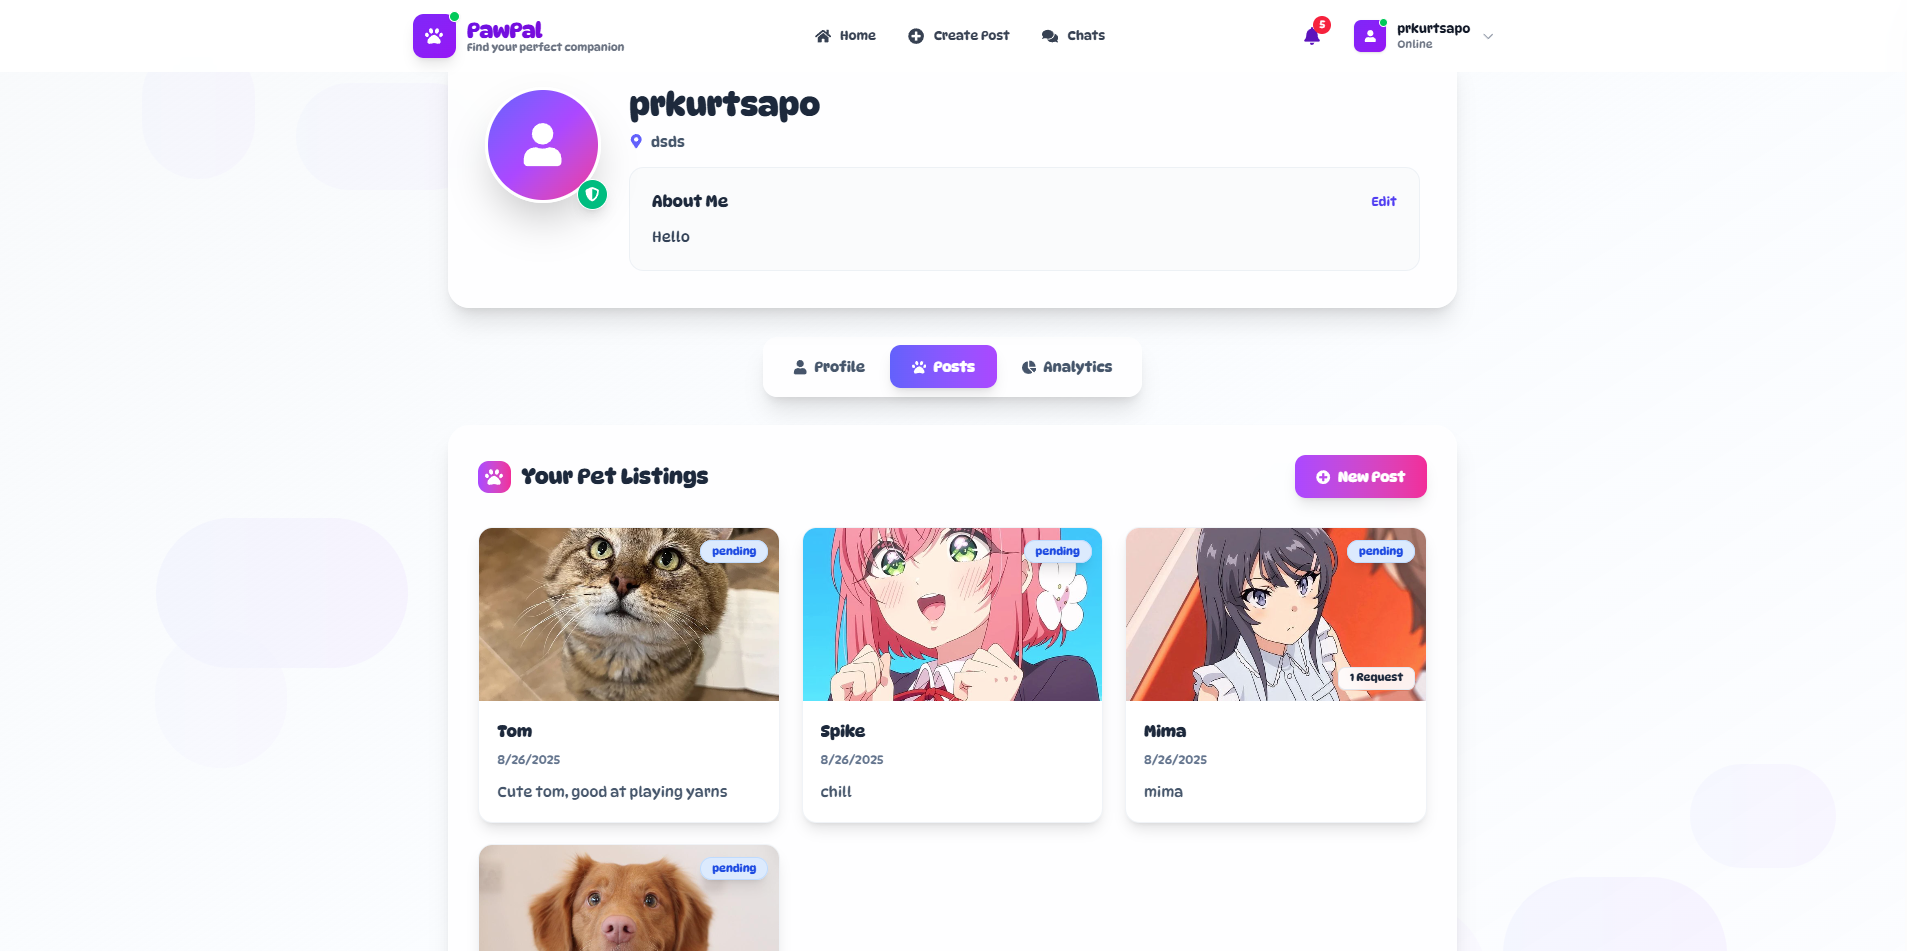 PawPal
Find your perfect companion
Home
Create Post
Chats
5
prkurtsapo
Online
prkurtsapo
dsds
About Me
Edit
Hello
Profile
Posts
Analytics
Your Pet Listings
New Post
pending
pending
pending
1 Request
Tom
8/26/2025
Cute tom, good at playing yarns
Spike
8/26/2025
chill
Mima
8/26/2025
mima
pending